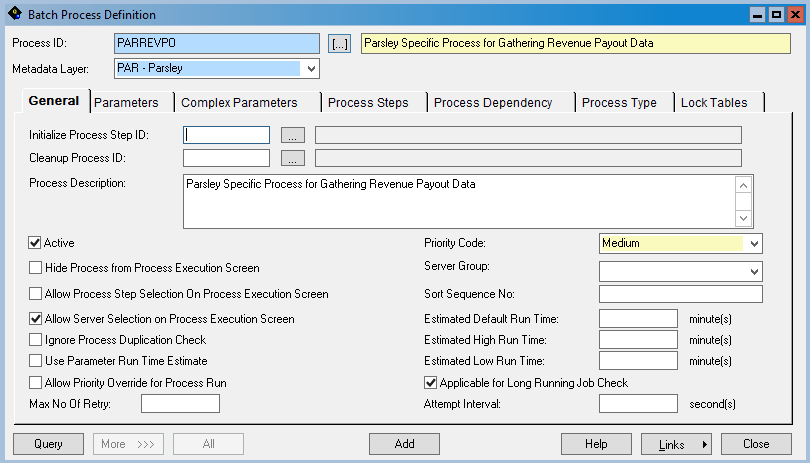 Batch Process Definition
Process ID: PARREVPO [...] Parsley Specific Process for Gathering Revenue Payout Data
Metadata Layer: PAR - Parsley
General Parameters Complex Parameters Process Steps Process Dependency Process Type Lock Tables
Initialize Process Step ID: ...
Cleanup Process ID: ...
Process Description: Parsley Specific Process for Gathering Revenue Payout Data
Active Priority Code: Medium
Hide Process from Process Execution Screen Server Group:
Allow Process Step Selection On Process Execution Screen Sort Sequence No:
Allow Server Selection on Process Execution Screen Estimated Default Run Time: minute(s)
Ignore Process Duplication Check Estimated High Run Time: minute(s)
Use Parameter Run Time Estimate Estimated Low Run Time: minute(s)
Allow Priority Override for Process Run Applicable for Long Running Job Check
Max No Of Retry: Attempt Interval: second(s)
Query More >>> All Add Help Links Close